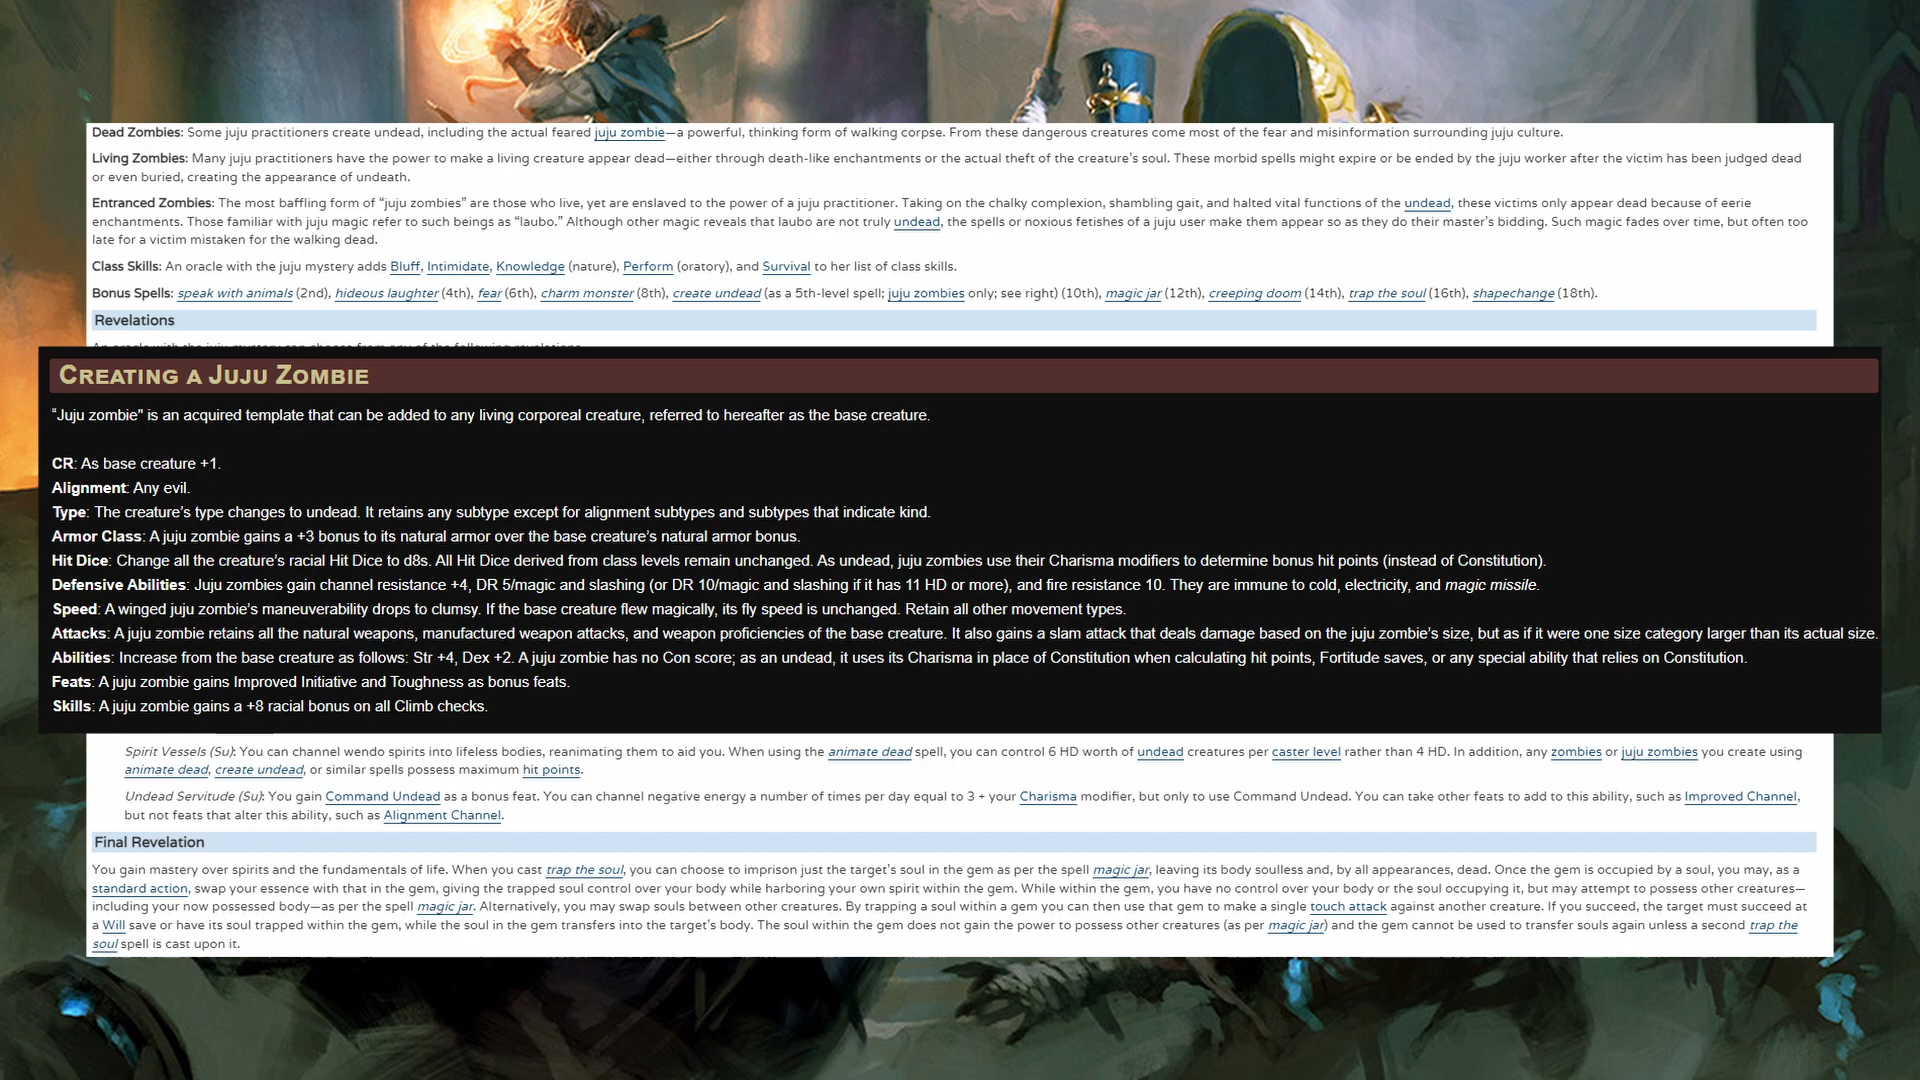 Dead Zombies: Some juju practitioners create undead, including the actual feared juju zombie—a powerful, thinking form of walking corpse. From these dangerous creatures come most of the fear and misinformation surrounding juju culture.
Living Zombies: Many juju practitioners have the power to make a living creature appear dead—either through death-like enchantments or the actual theft of the creature's soul. These morbid spells might expire or be ended by the juju worker after the victim has been judged dead
or even buried, creating the appearance of undeath.
Entranced Zombies: The most baffling form of “juju zombies” are those who live, yet are enslaved to the power of a juju practitioner. Taking on the chalky complexion, shambling gait, and halted vital functions of the undead, these victims only appear dead because of eerie
enchantments. Those familiar with juju magic refer to such beings as “laubo.” Although other magic reveals that laubo are not truly undead, the spells or noxious fetishes of a juju user make them appear so as they do their master's bidding. Such magic fades over time, but often too
late for a victim mistaken for the walking dead.
Class Skills: An oracle with the juju mystery adds Bluff, Intimidate, Knowledge (nature), Perform (oratory), and Survival to her list of class skills.
Bonus Spells: speak with animals (2nd), hideous laughter (4th), fear (6th), charm monster (8th), create undead (as a 5th-level spell; juju zombies only; see right) (10th), magic jar (12th), creeping doom (14th), trap the soul (16th), shapechange (18th).
Revelations
An oracle with the juju mystery can choose from any of the following revelations.
Creating a Juju Zombie
“Juju zombie" is an acquired template that can be added to any living corporeal creature, referred to hereafter as the base creature.
CR: As base creature +1.
Alignment: Any evil.
Type: The creature's type changes to undead. It retains any subtype except for alignment subtypes and subtypes that indicate kind.
Armor Class: A juju zombie gains a +3 bonus to its natural armor over the base creature's natural armor bonus.
Hit Dice: Change all the creature's racial Hit Dice to d8s. All Hit Dice derived from class levels remain unchanged. As undead, juju zombies use their Charisma modifiers to determine bonus hit points (instead of Constitution).
Defensive Abilities: Juju zombies gain channel resistance +4, DR 5/magic and slashing (or DR 10/magic and slashing if it has 11 HD or more), and fire resistance 10. They are immune to cold, electricity, and magic missile.
Speed: A winged juju zombie's maneuverability drops to clumsy. If the base creature flew magically, its fly speed is unchanged. Retain all other movement types.
Attacks: A juju zombie retains all the natural weapons, manufactured weapon attacks, and weapon proficiencies of the base creature. It also gains a slam attack that deals damage based on the juju zombie's size, but as if it were one size category larger than its actual size.
Abilities: Increase from the base creature as follows: Str +4, Dex +2. A juju zombie has no Con score; as an undead, it uses its Charisma in place of Constitution when calculating hit points, Fortitude saves, or any special ability that relies on Constitution.
Feats: A juju zombie gains Improved Initiative and Toughness as bonus feats.
Skills: A juju zombie gains a +8 racial bonus on all Climb checks.
Spirit Vessels (Su): You can channel wendo spirits into lifeless bodies, reanimating them to aid you. When using the animate dead spell, you can control 6 HD worth of undead creatures per caster level rather than 4 HD. In addition, any zombies or juju zombies you create using
animate dead, create undead, or similar spells possess maximum hit points.
Undead Servitude (Su): You gain Command Undead as a bonus feat. You can channel negative energy a number of times per day equal to 3 + your Charisma modifier, but only to use Command Undead. You can take other feats to add to this ability, such as Improved Channel,
but not feats that alter this ability, such as Alignment Channel.
Final Revelation
You gain mastery over spirits and the fundamentals of life. When you cast trap the soul, you can choose to imprison just the target's soul in the gem as per the spell magic jar, leaving its body soulless and, by all appearances, dead. Once the gem is occupied by a soul, you may, as a
standard action, swap your essence with that in the gem, giving the trapped soul control over your body while harboring your own spirit within the gem. While within the gem, you have no control over your body or the soul occupying it, but may attempt to possess other creatures—
including your now possessed body—as per the spell magic jar. Alternatively, you may swap souls between other creatures. By trapping a soul within a gem you can then use that gem to make a single touch attack against another creature. If you succeed, the target must succeed at
a Will save or have its soul trapped within the gem, while the soul in the gem transfers into the target's body. The soul within the gem does not gain the power to possess other creatures (as per magic jar) and the gem cannot be used to transfer souls again unless a second trap the
soul spell is cast upon it.